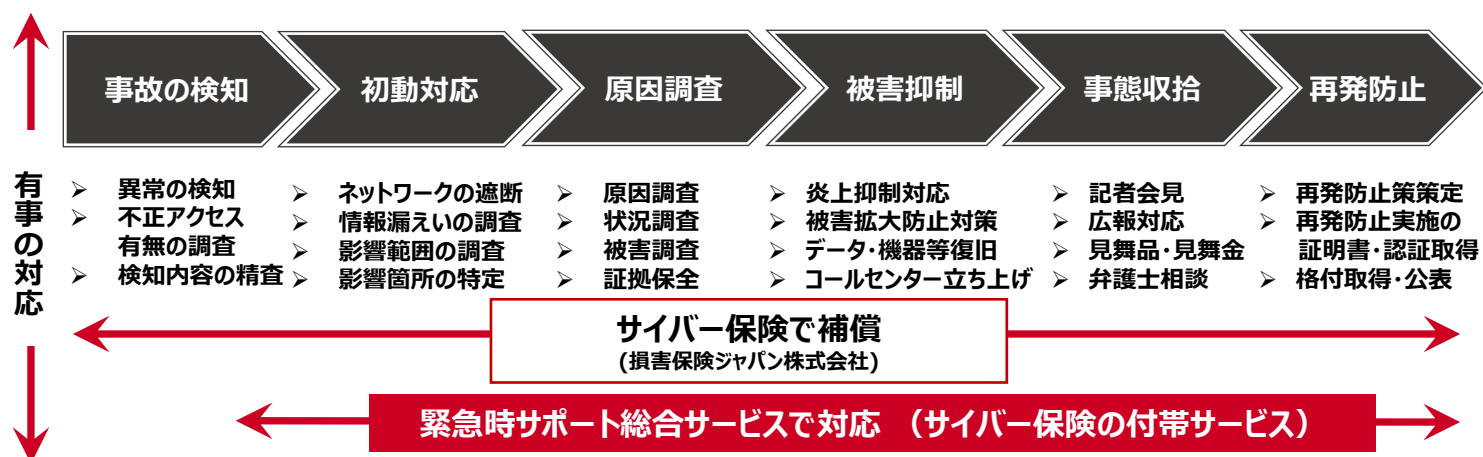 事故の検知
初動対応
原因調査
被害抑制
事態収拾
再発防止
有事の対応
➢ 異常の検知
➢ 不正アクセス
有無の調査
➢ 検知内容の精査
➢ ネットワークの遮断
➢ 情報漏えいの調査
➢ 影響範囲の調査
➢ 影響箇所の特定
➢ 原因調査
➢ 状況調査
➢ 被害調査
➢ 証拠保全
➢ 炎上抑制対応
➢ 被害拡大防止対策
➢ データ・機器等復旧
➢ コールセンター立ち上げ
➢ 記者会見
➢ 広報対応
➢ 見舞品・見舞金
➢ 弁護士相談
➢ 再発防止策策定
➢ 再発防止実施の
証明書・認証取得
➢ 格付取得・公表
サイバー保険で補償
(損害保険ジャパン株式会社)
緊急時サポート総合サービスで対応 （サイバー保険の付帯サービス）